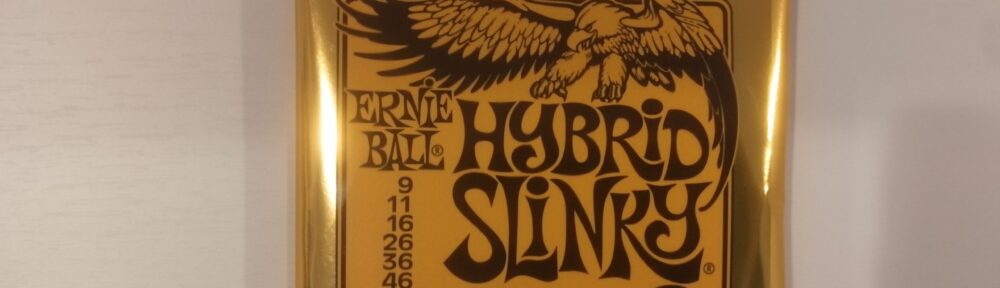 ERNiE
BALL®
HYBRiD
SLiNKY®
9
11
16
26
36
46